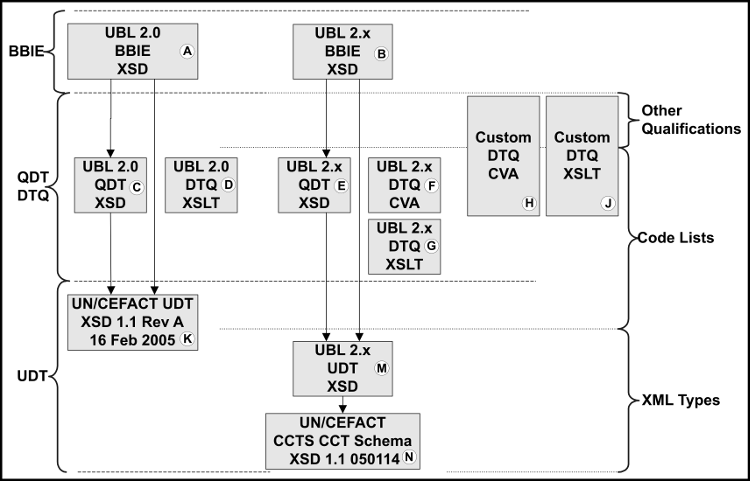 BBIE
UBL 2.0
BBIE
XSD
A
UBL 2.x
BBIE
XSD
B
Other
Qualifications
QDT
DTQ
UBL 2.0
QDT
XSD
C
UBL 2.0
DTQ
XSLT
D
UBL 2.x
QDT
XSD
E
UBL 2.x
DTQ
CVA
F
UBL 2.x
DTQ
XSLT
G
Custom
DTQ
CVA
H
Custom
DTQ
XSLT
J
Code Lists
UDT
UN/CEFACT UDT
XSD 1.1 Rev A
16 Feb 2005
K
UBL 2.x
UDT
XSD
M
UN/CEFACT
CCTS CCT Schema
XSD 1.1 050114
N
XML Types